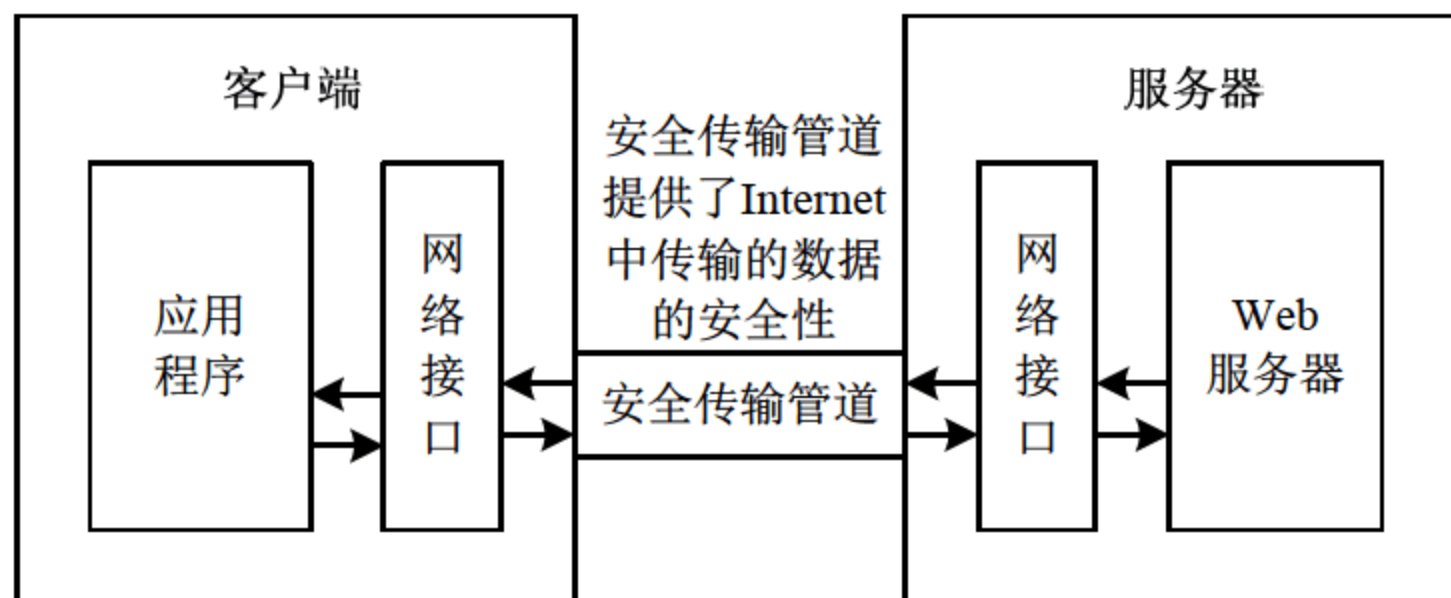 客户端
应用
程序
网
络
接
口
安全传输管道
提供了Internet
中传输的数据
的安全性
安全传输管道
服务器
网
络
接
口
Web
服务器